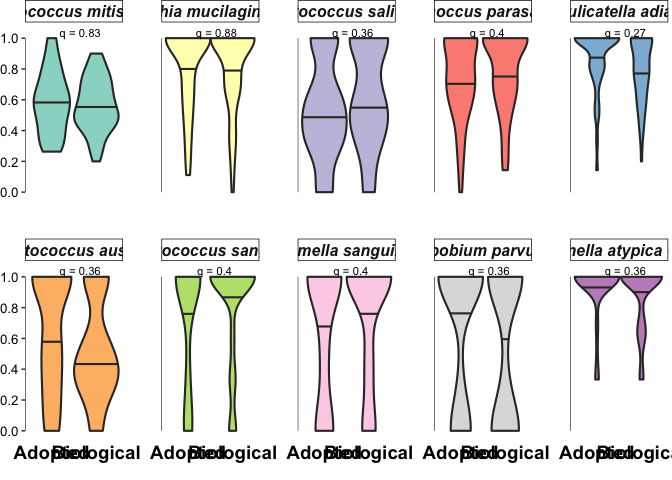 coccus mitis
nia mucilagin
ococcus sali
occus paras
ulicatella adia
q = 0.83
q = 0.88
q = 0.36
q = 0.4
q = 0.27
1.0
0.8
0.6
0.4
0.2
0.0
tococcus aus
ococcus san
mella sangui
obium parvu
nella atypica
q = 0.36
q = 0.4
q = 0.4
q = 0.36
q = 0.36
1.0
0.8
0.6
0.4
0.2
0.0
Adopted Biological Adopted Biological Adopted Biological Adopted Biological Adopted Biological